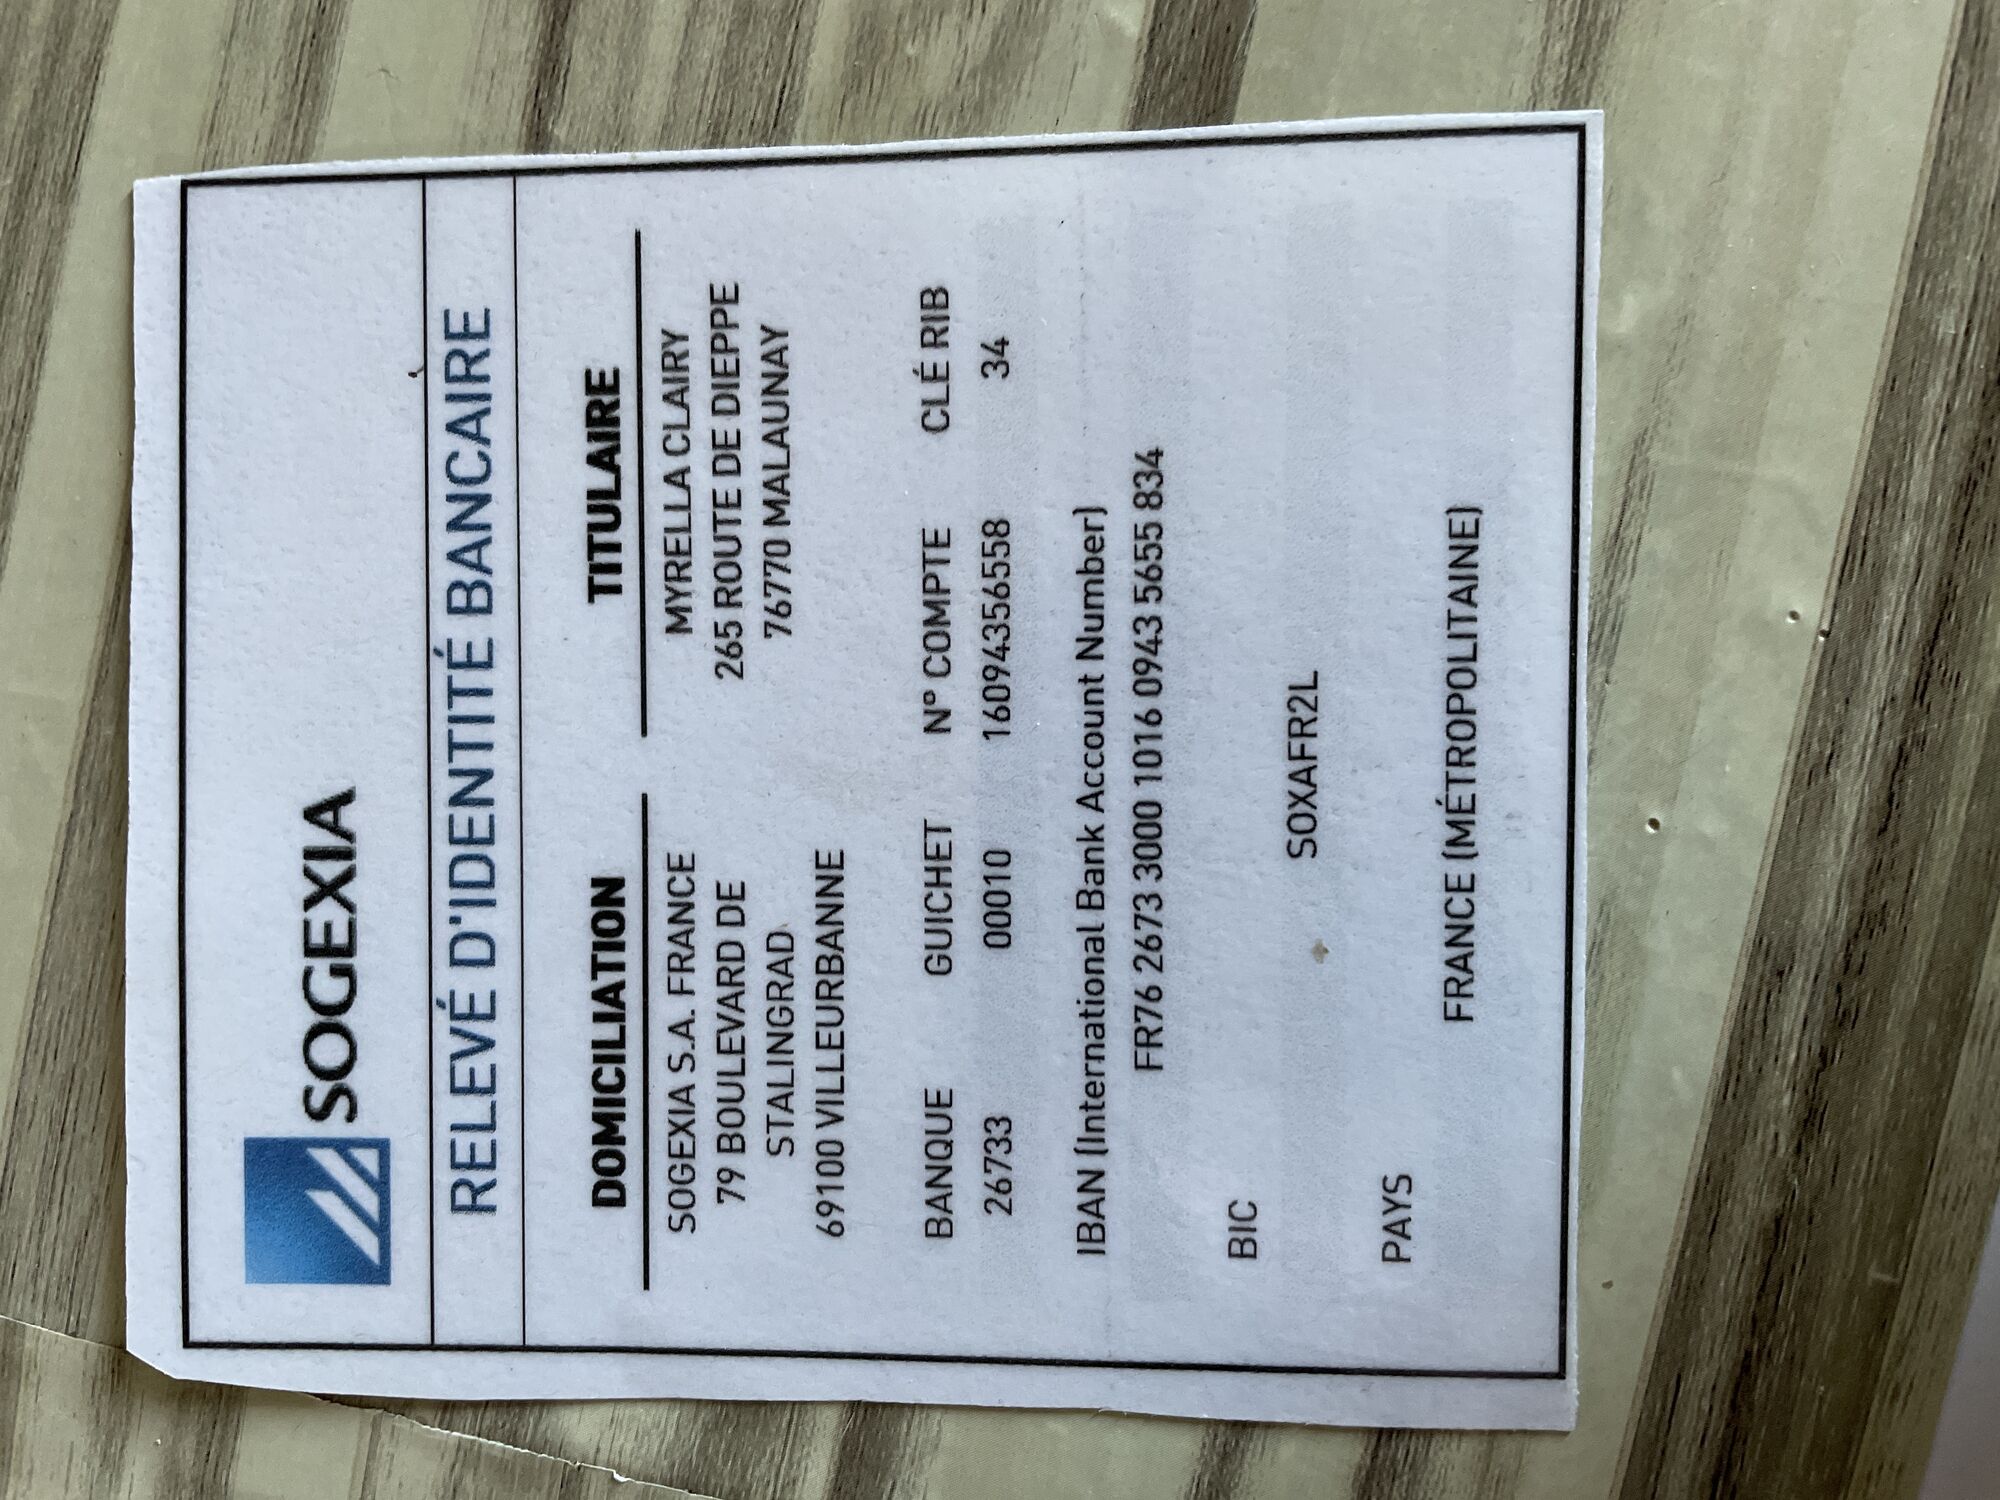 SOGEXIA
RELEVÉ D'IDENTITÉ BANCAIRE
DOMICILIATION
SOGEXIA S.A. FRANCE
79 BOULEVARD DE
STALINGRAD
69100 VILLEURBANNE
TITULAIRE
MYRELLA CLAIRY
265 ROUTE DE DIEPPE
76770 MALAUNAY
BANQUE GUICHET N° COMPTE CLÉ RIB
26733 00010 16094356558 34
IBAN (International Bank Account Number)
FR76 2673 3000 1016 0943 5655 834
BIC
SOXAFR2L
PAYS
FRANCE (MÉTROPOLITAINE)